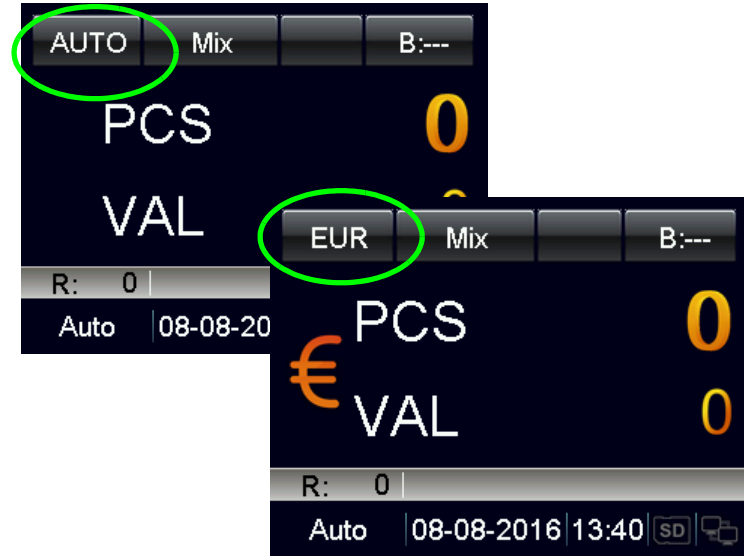 AUTO Mix B:---
PCS 0
VAL
R: 0
Auto 08-08-20
EUR Mix B:---
€ PCS 0
VAL 0
R: 0
Auto 08-08-2016 13:40 SD